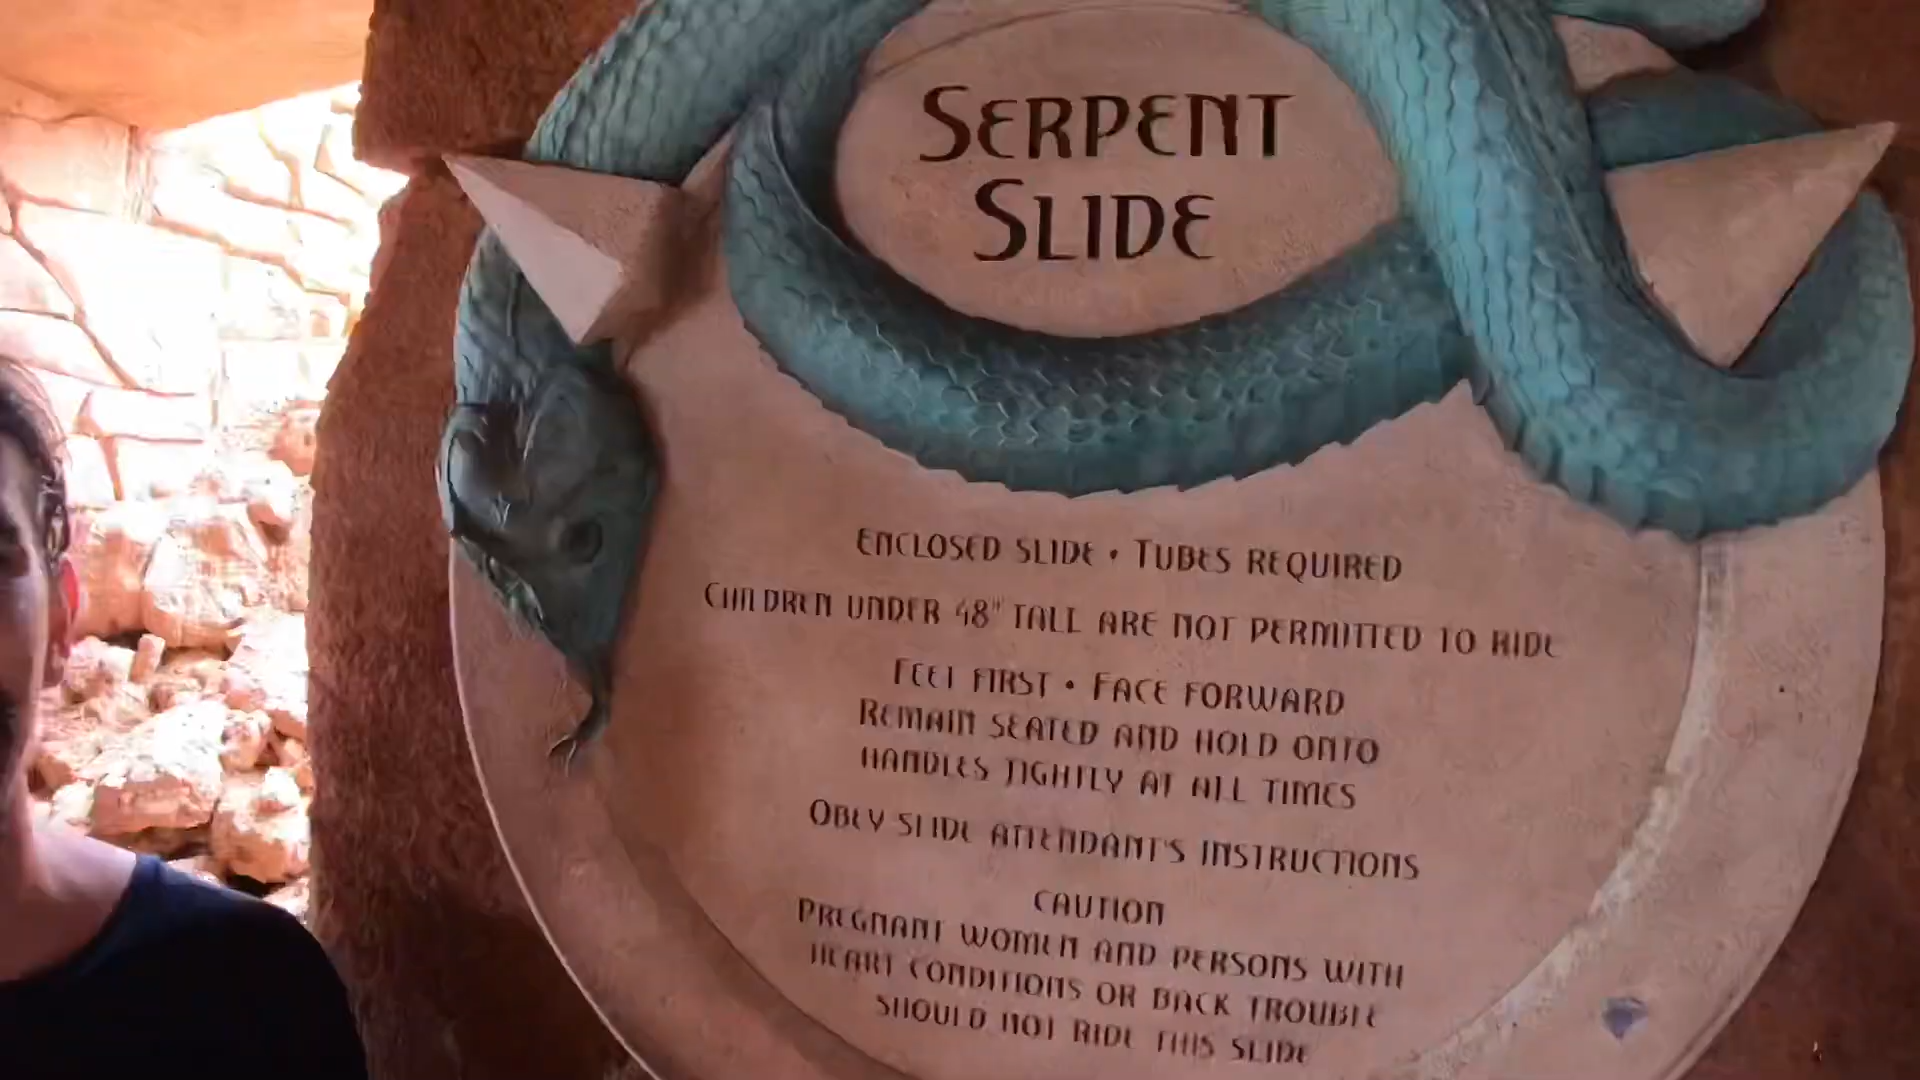 SERPENT
SLIDE
ENCLOSED SLIDE • TUBES REQUIRED
CHILDREN UNDER 48" TALL ARE NOT PERMITTED TO RIDE
FEET FIRST • FACE FORWARD
REMAIN SEATED AND HOLD ONTO
HANDLES TIGHTLY AT ALL TIMES
OBEY SLIDE ATTENDANT'S INSTRUCTIONS
CAUTION
PREGNANT WOMEN AND PERSONS WITH
HEART CONDITIONS OR BACK TROUBLE
SHOULD NOT RIDE THIS SLIDE